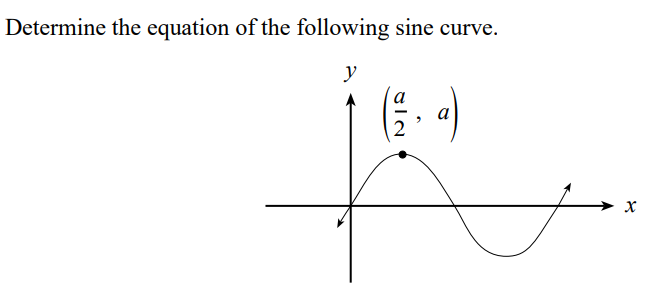 Determine the equation of the following sine curve.
y
(a/2, a)
x